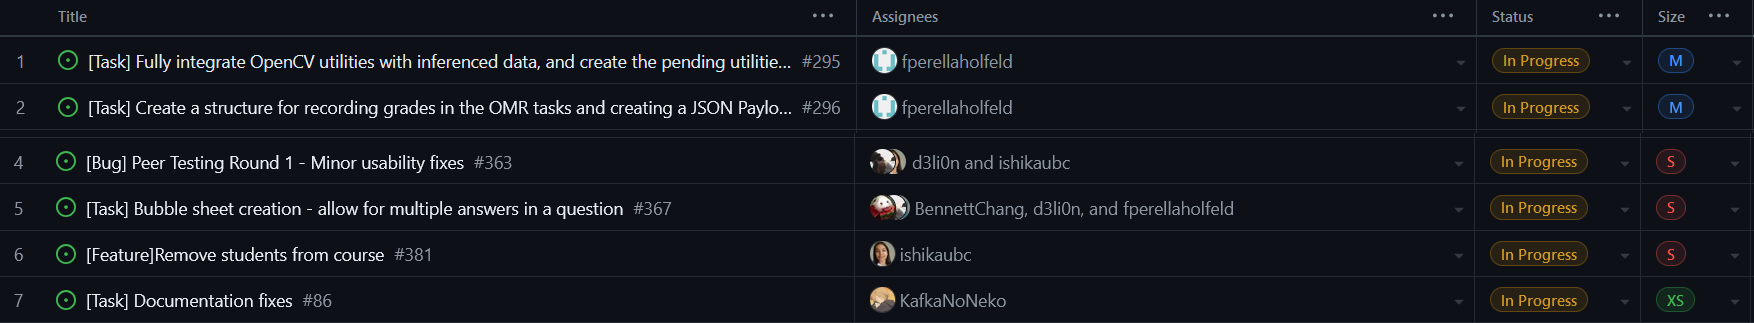 Title ... Assignees ... Status ... Size ...
1 [Task] Fully integrate OpenCV utilities with inferenced data, and create the pending utilitie... #295 fperellaholfeld In Progress M
2 [Task] Create a structure for recording grades in the OMR tasks and creating a JSON Paylo... #296 fperellaholfeld In Progress M
4 [Bug] Peer Testing Round 1 - Minor usability fixes #363 d3li0n and ishikaubc In Progress S
5 [Task] Bubble sheet creation - allow for multiple answers in a question #367 BennettChang, d3li0n, and fperellaholfeld In Progress S
6 [Feature]Remove students from course #381 ishikaubc In Progress S
7 [Task] Documentation fixes #86 KafkaNoNeko In Progress XS